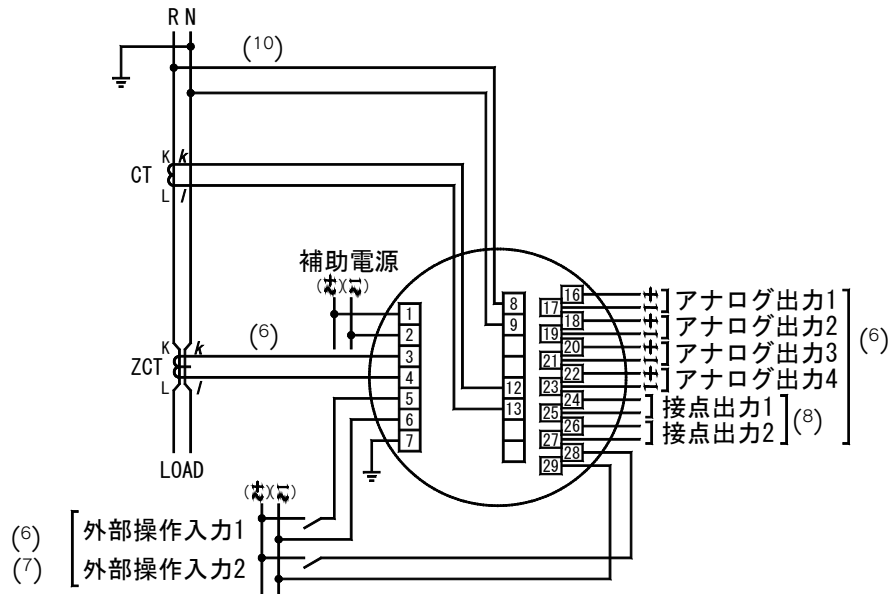 R N
(10)
K k
CT
L l
補助電源
(+)(-)
1
2
3
4
5
6
7
8
9
12
13
16
17
18
19
20
21
22
23
24
25
26
27
28
29
+ アナログ出力1
- + アナログ出力2
- + アナログ出力3
- + アナログ出力4
-
接点出力1
接点出力2
(8)
(6)
(6)
K k
ZCT
L l
LOAD
(+)(-)
(6) 外部操作入力1
(7) 外部操作入力2